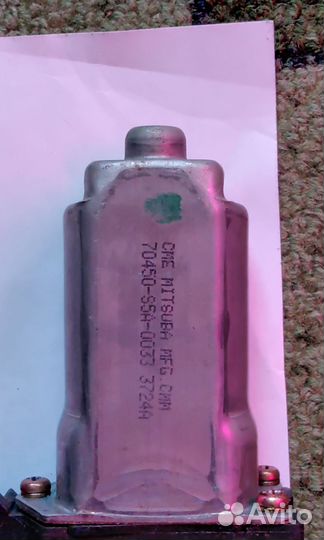 CME MITSUBA MFG.CMM
70450-S5A-0033 3724A
Avito